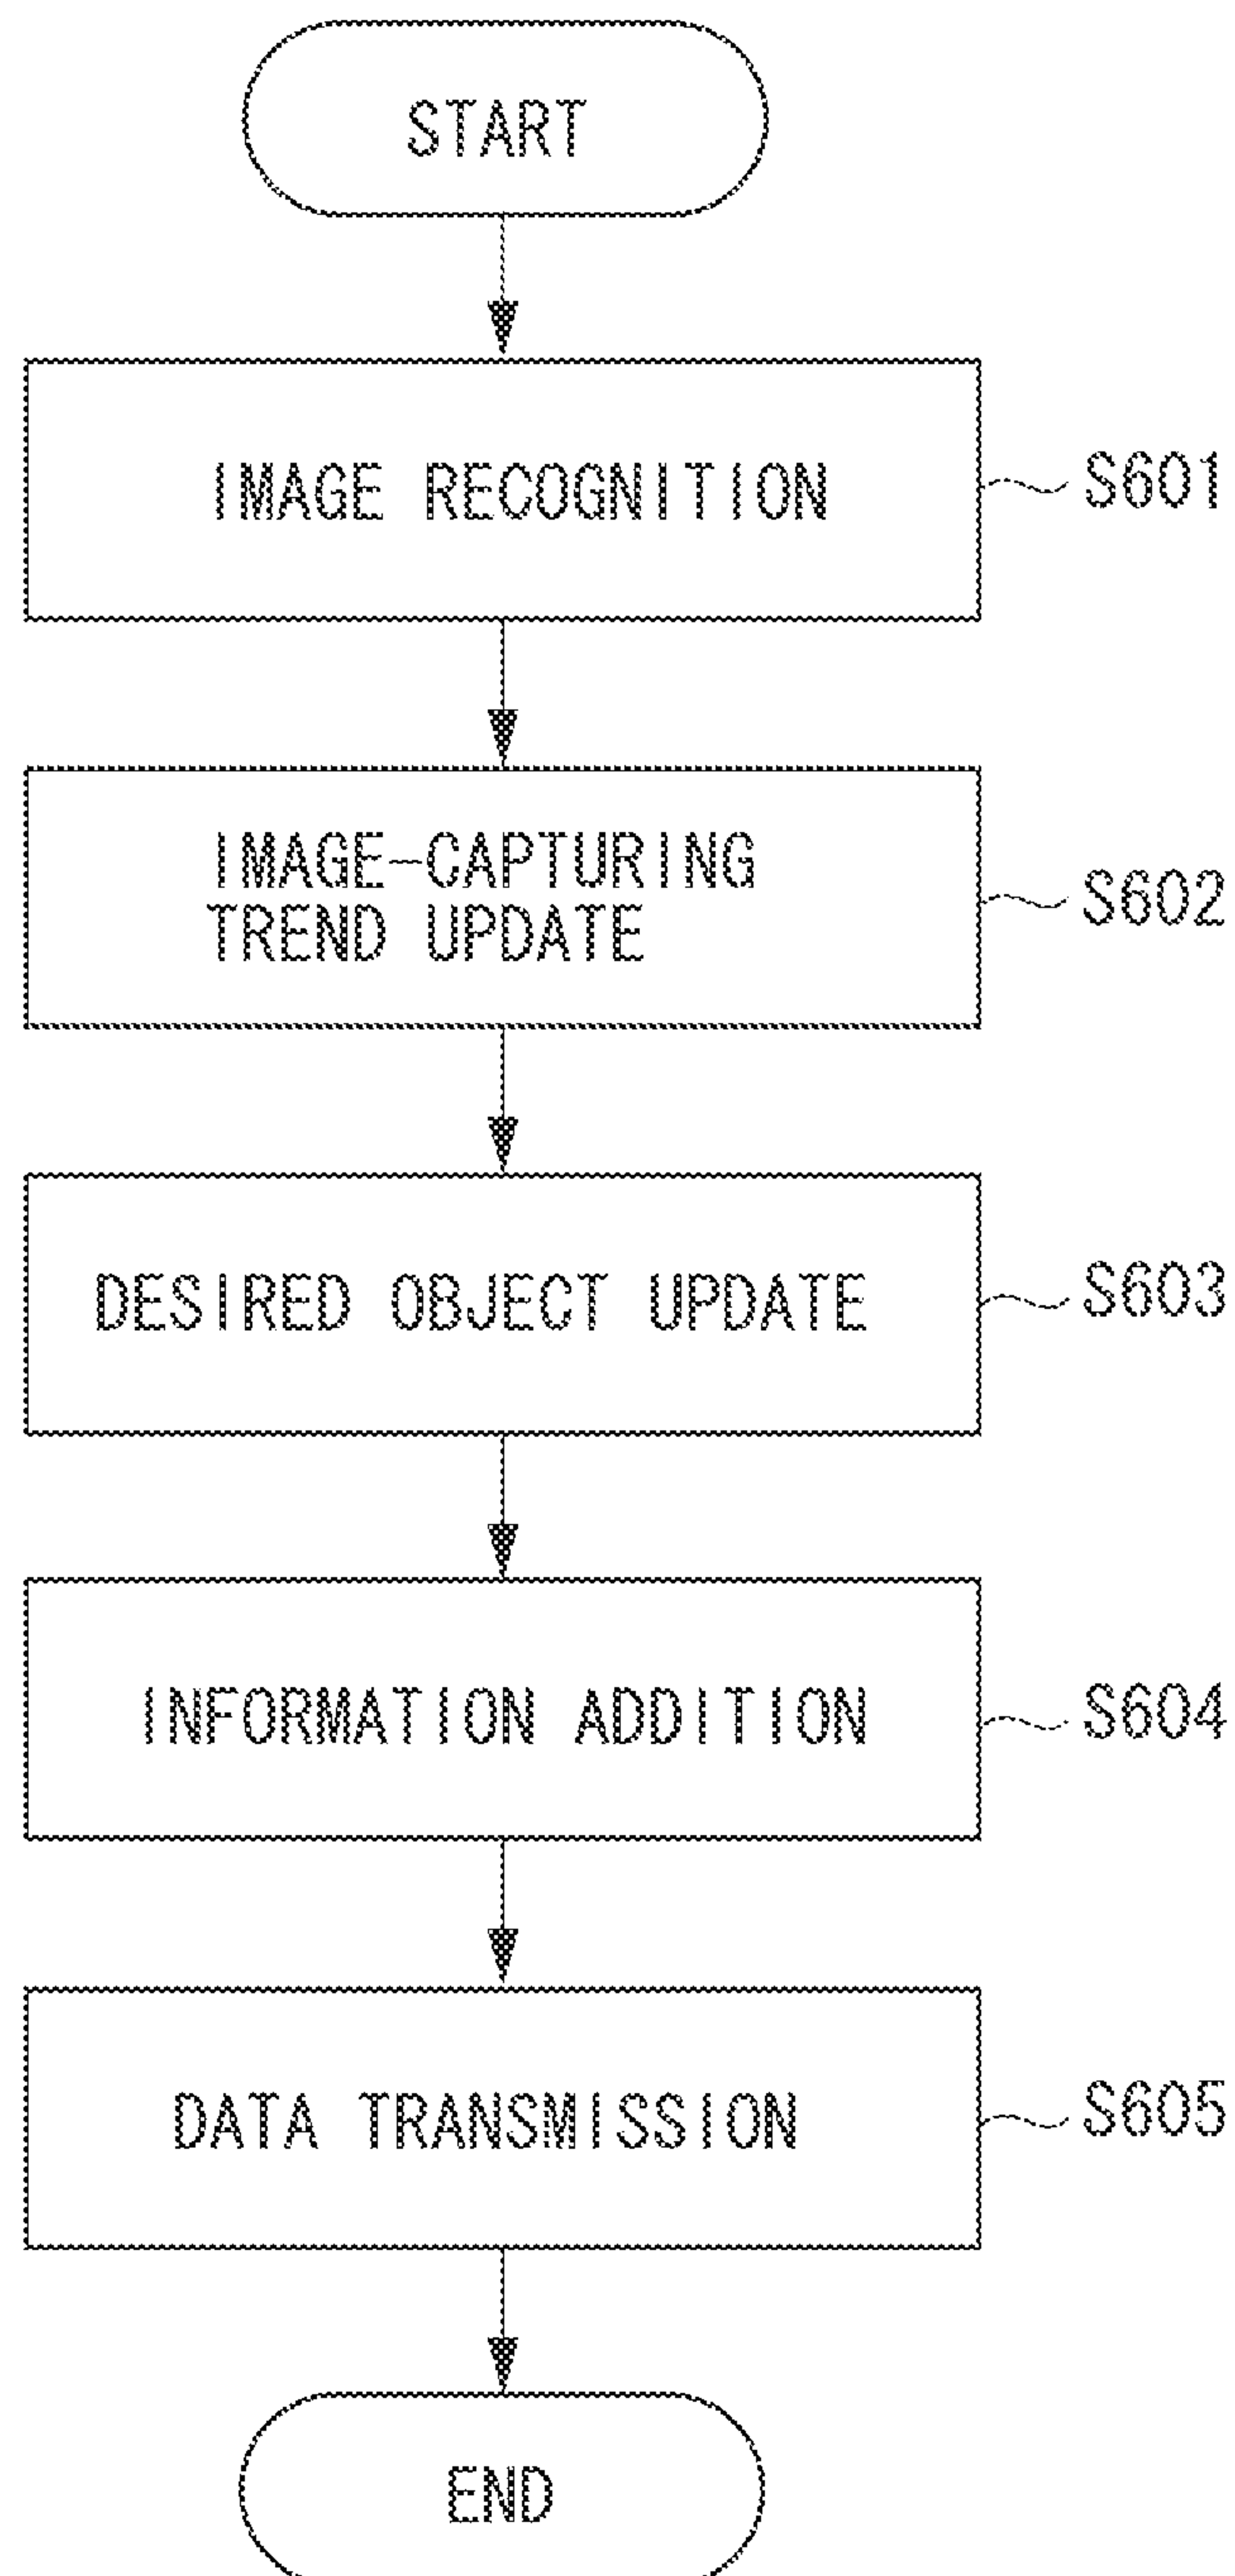 START
IMAGE RECOGNITION
S601
IMAGE-CAPTURING
TREND UPDATE
S602
DESIRED OBJECT UPDATE
S603
INFORMATION ADDITION
S604
DATA TRANSMISSION
S605
END